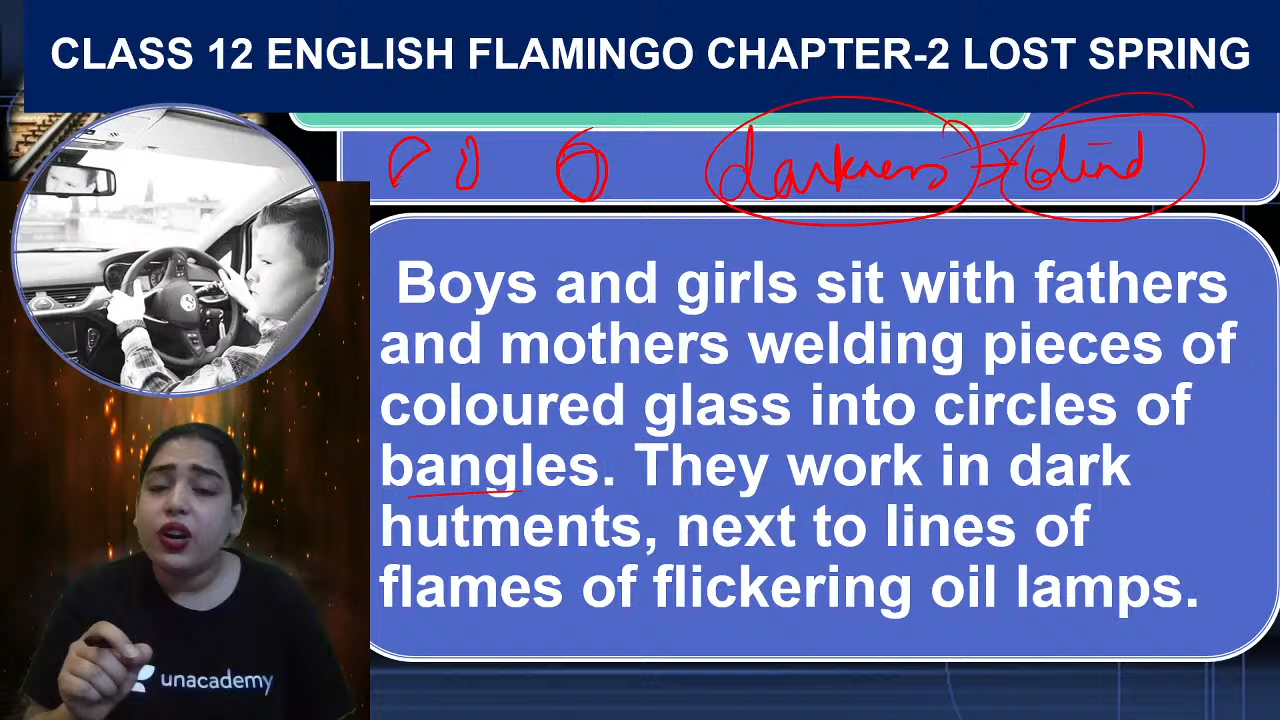 CLASS 12 ENGLISH FLAMINGO CHAPTER-2 LOST SPRING
darkness → blind
Boys and girls sit with fathers
and mothers welding pieces of
coloured glass into circles of
bangles. They work in dark
hutments, next to lines of
flames of flickering oil lamps.
unacademy